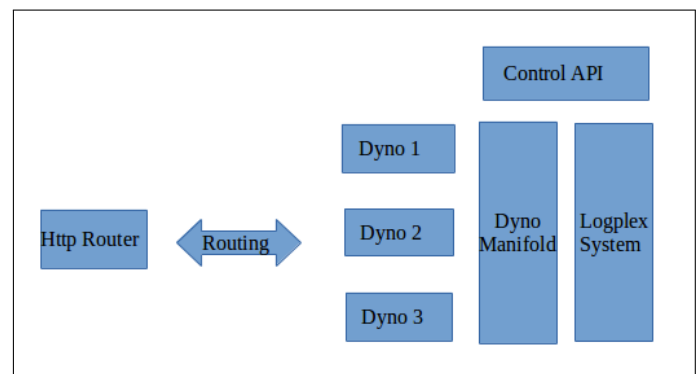 Control API
Dyno 1
Http Router
Routing
Dyno 2
Dyno
Manifold
Logplex
System
Dyno 3